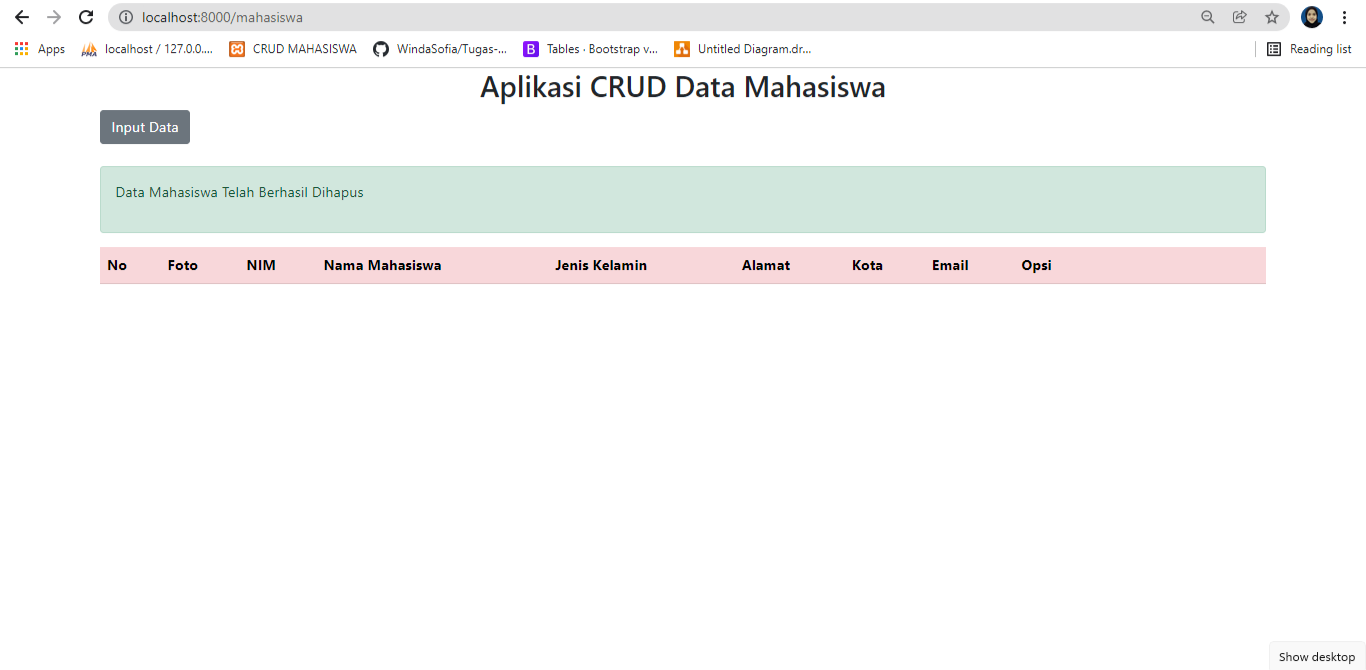 localhost:8000/mahasiswa
Apps localhost / 127.0.0.... CRUD MAHASISWA WindaSofia/Tugas-... B Tables · Bootstrap v... Untitled Diagram.dr... Reading list
Aplikasi CRUD Data Mahasiswa
Input Data
Data Mahasiswa Telah Berhasil Dihapus
No Foto NIM Nama Mahasiswa Jenis Kelamin Alamat Kota Email Opsi
Show desktop